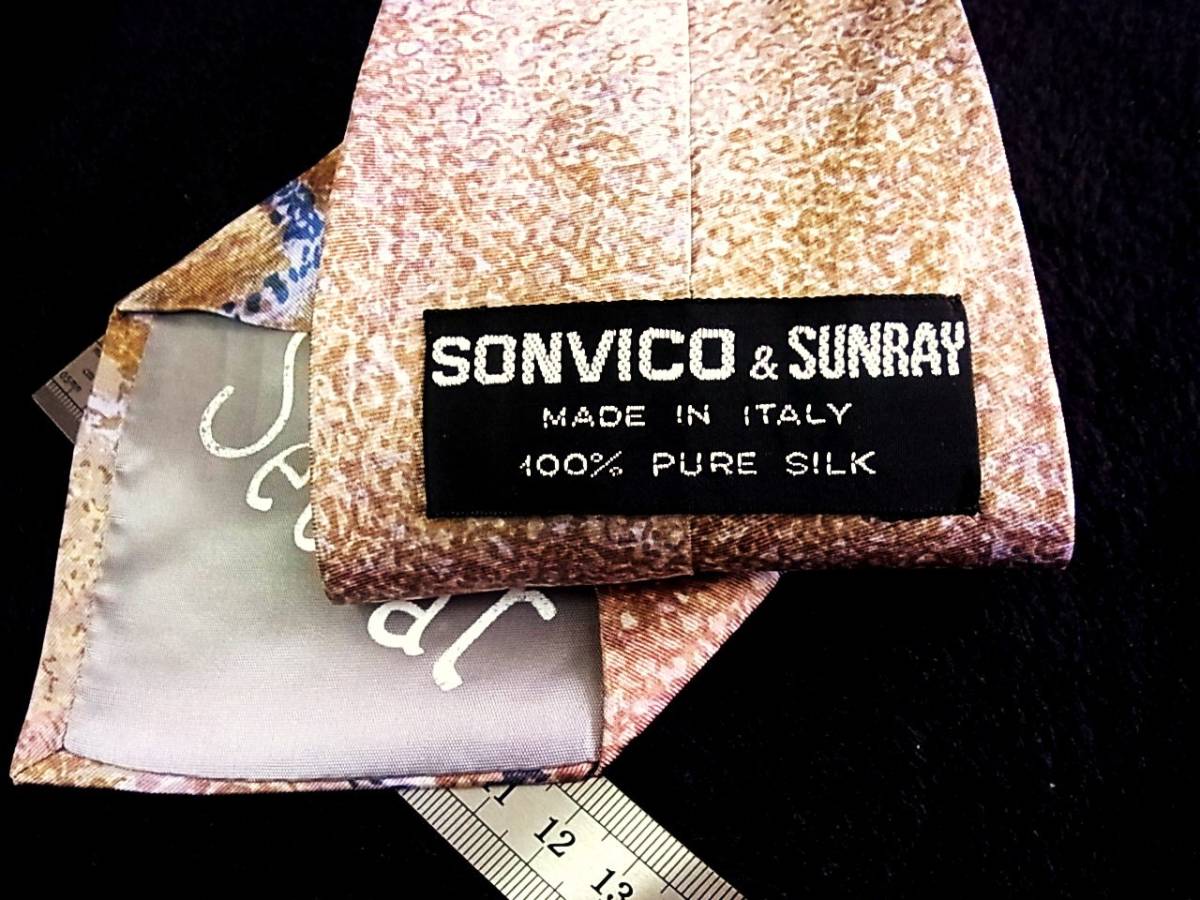 SONVICO & SUNRAY
MADE IN ITALY
100% PURE SILK
11
12
13